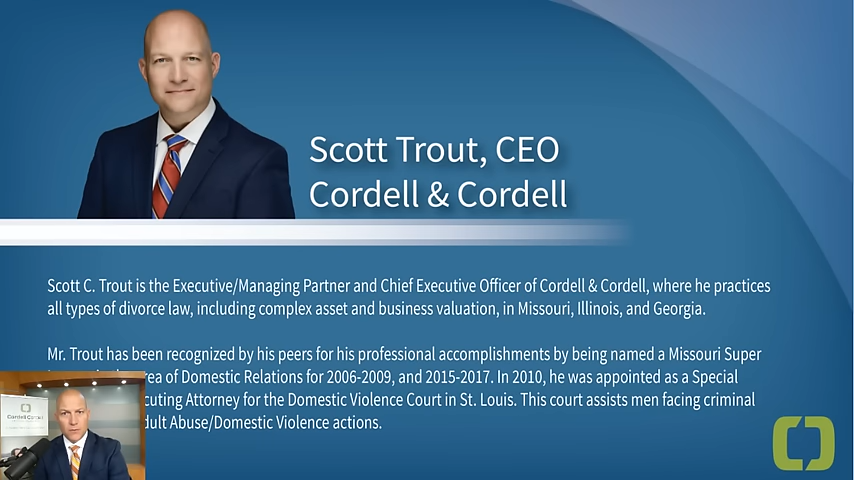 Scott Trout, CEO
Cordell & Cordell
Scott C. Trout is the Executive/Managing Partner and Chief Executive Officer of Cordell & Cordell, where he practices
all types of divorce law, including complex asset and business valuation, in Missouri, Illinois, and Georgia.
Mr. Trout has been recognized by his peers for his professional accomplishments by being named a Missouri Super
of Domestic Relations for 2006-2009, and 2015-2017. In 2010, he was appointed as a Special
Attorney for the Domestic Violence Court in St. Louis. This court assists men facing criminal
Abuse/Domestic Violence actions.
Cordell Cordell